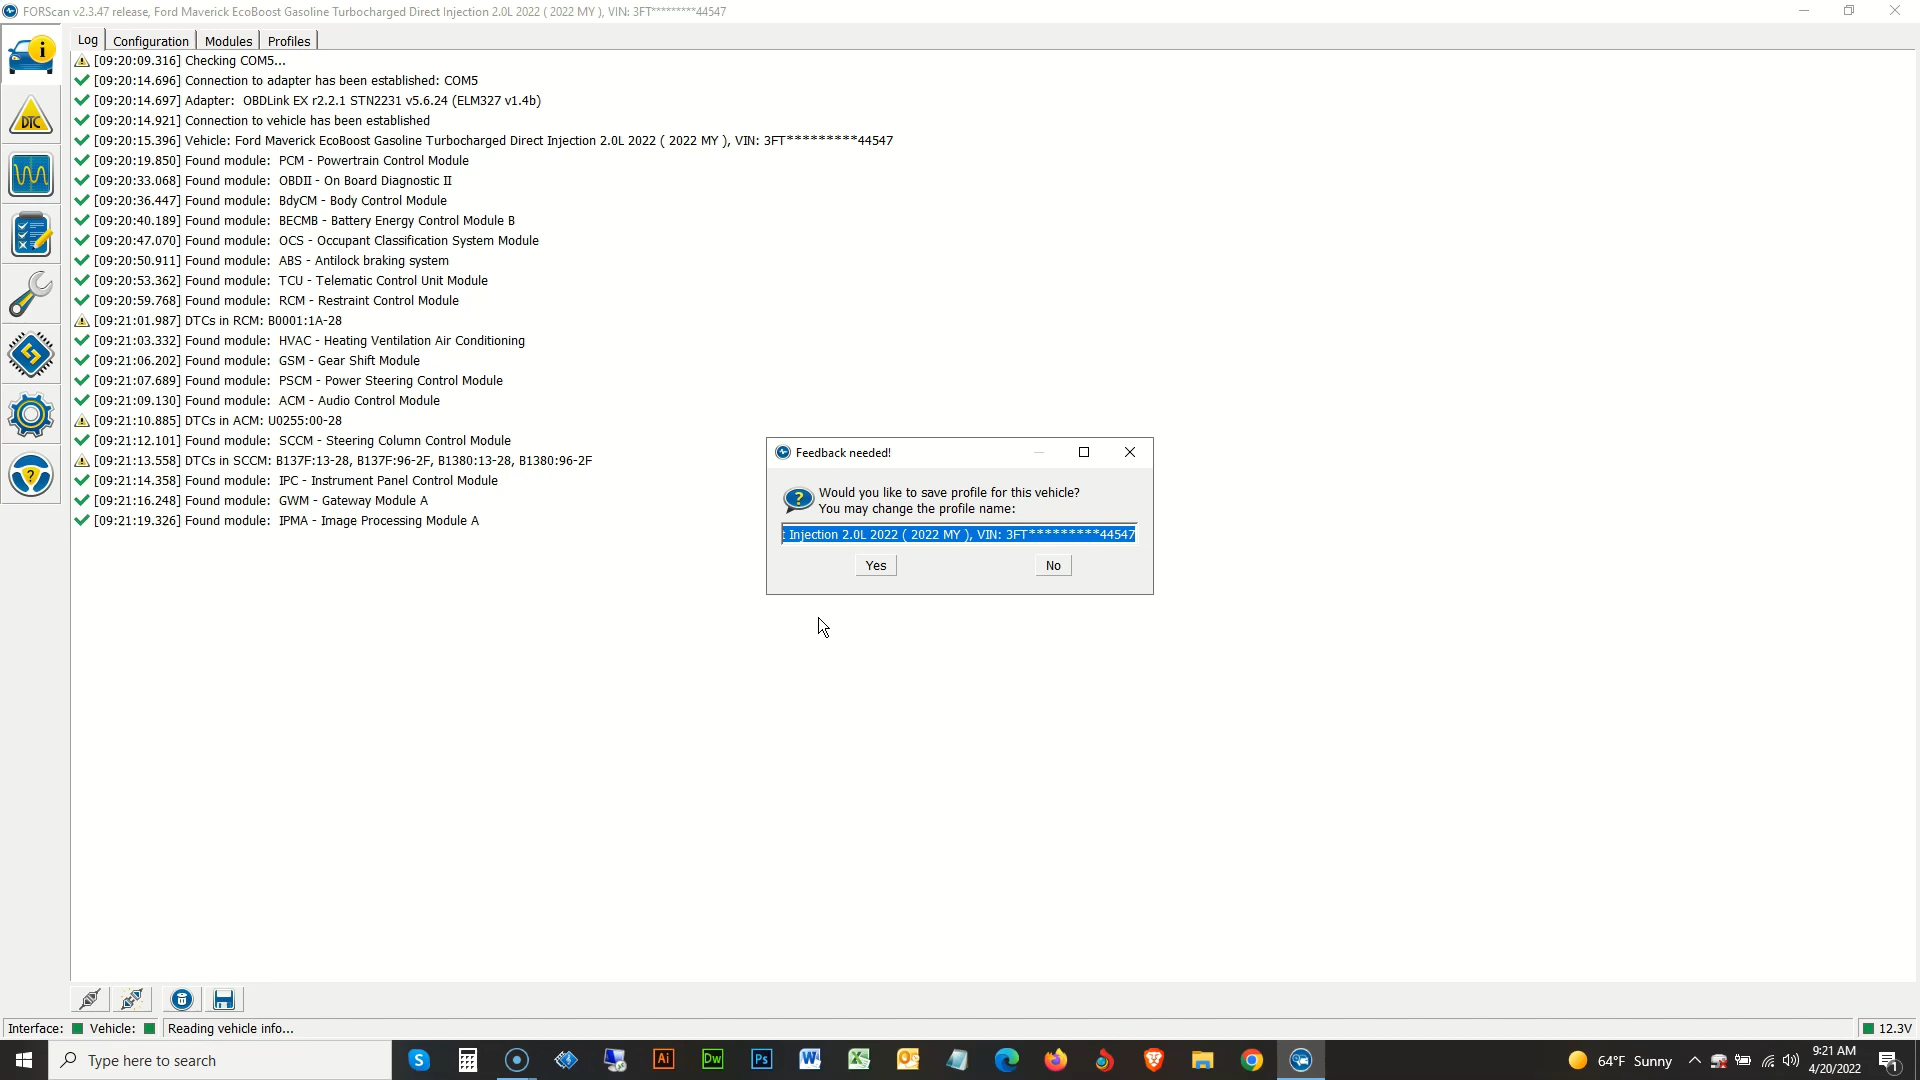 FORScan v2.3.47 release, Ford Maverick EcoBoost Gasoline Turbocharged Direct Injection 2.0L 2022 ( 2022 MY ), VIN: 3FT*********44547
Log
Configuration
Modules
Profiles
[09:20:09.316] Checking COM5...
[09:20:14.696] Connection to adapter has been established: COM5
[09:20:14.697] Adapter: OBDLink EX r2.2.1 STN2231 v5.6.24 (ELM327 v1.4b)
[09:20:14.921] Connection to vehicle has been established
[09:20:15.396] Vehicle: Ford Maverick EcoBoost Gasoline Turbocharged Direct Injection 2.0L 2022 ( 2022 MY ), VIN: 3FT*********44547
[09:20:19.850] Found module: PCM - Powertrain Control Module
[09:20:33.068] Found module: OBDII - On Board Diagnostic II
[09:20:36.447] Found module: BdyCM - Body Control Module
[09:20:40.189] Found module: BECMB - Battery Energy Control Module B
[09:20:47.070] Found module: OCS - Occupant Classification System Module
[09:20:50.911] Found module: ABS - Antilock braking system
[09:20:53.362] Found module: TCU - Telematic Control Unit Module
[09:20:59.768] Found module: RCM - Restraint Control Module
[09:21:01.987] DTCs in RCM: B0001:1A-28
[09:21:03.332] Found module: HVAC - Heating Ventilation Air Conditioning
[09:21:06.202] Found module: GSM - Gear Shift Module
[09:21:07.689] Found module: PSCM - Power Steering Control Module
[09:21:09.130] Found module: ACM - Audio Control Module
[09:21:10.885] DTCs in ACM: U0255:00-28
[09:21:12.101] Found module: SCCM - Steering Column Control Module
[09:21:13.558] DTCs in SCCM: B137F:13-28, B137F:96-2F, B1380:13-28, B1380:96-2F
[09:21:14.358] Found module: IPC - Instrument Panel Control Module
[09:21:16.248] Found module: GWM - Gateway Module A
[09:21:19.326] Found module: IPMA - Image Processing Module A
DTC
Feedback needed!
Would you like to save profile for this vehicle?
You may change the profile name:
t Injection 2.0L 2022 ( 2022 MY ), VIN: 3FT*********44547
Yes
No
Interface:
Vehicle:
Reading vehicle info...
12.3V
Type here to search
Ai
Dw
Ps
64°F Sunny
9:21 AM
4/20/2022
1